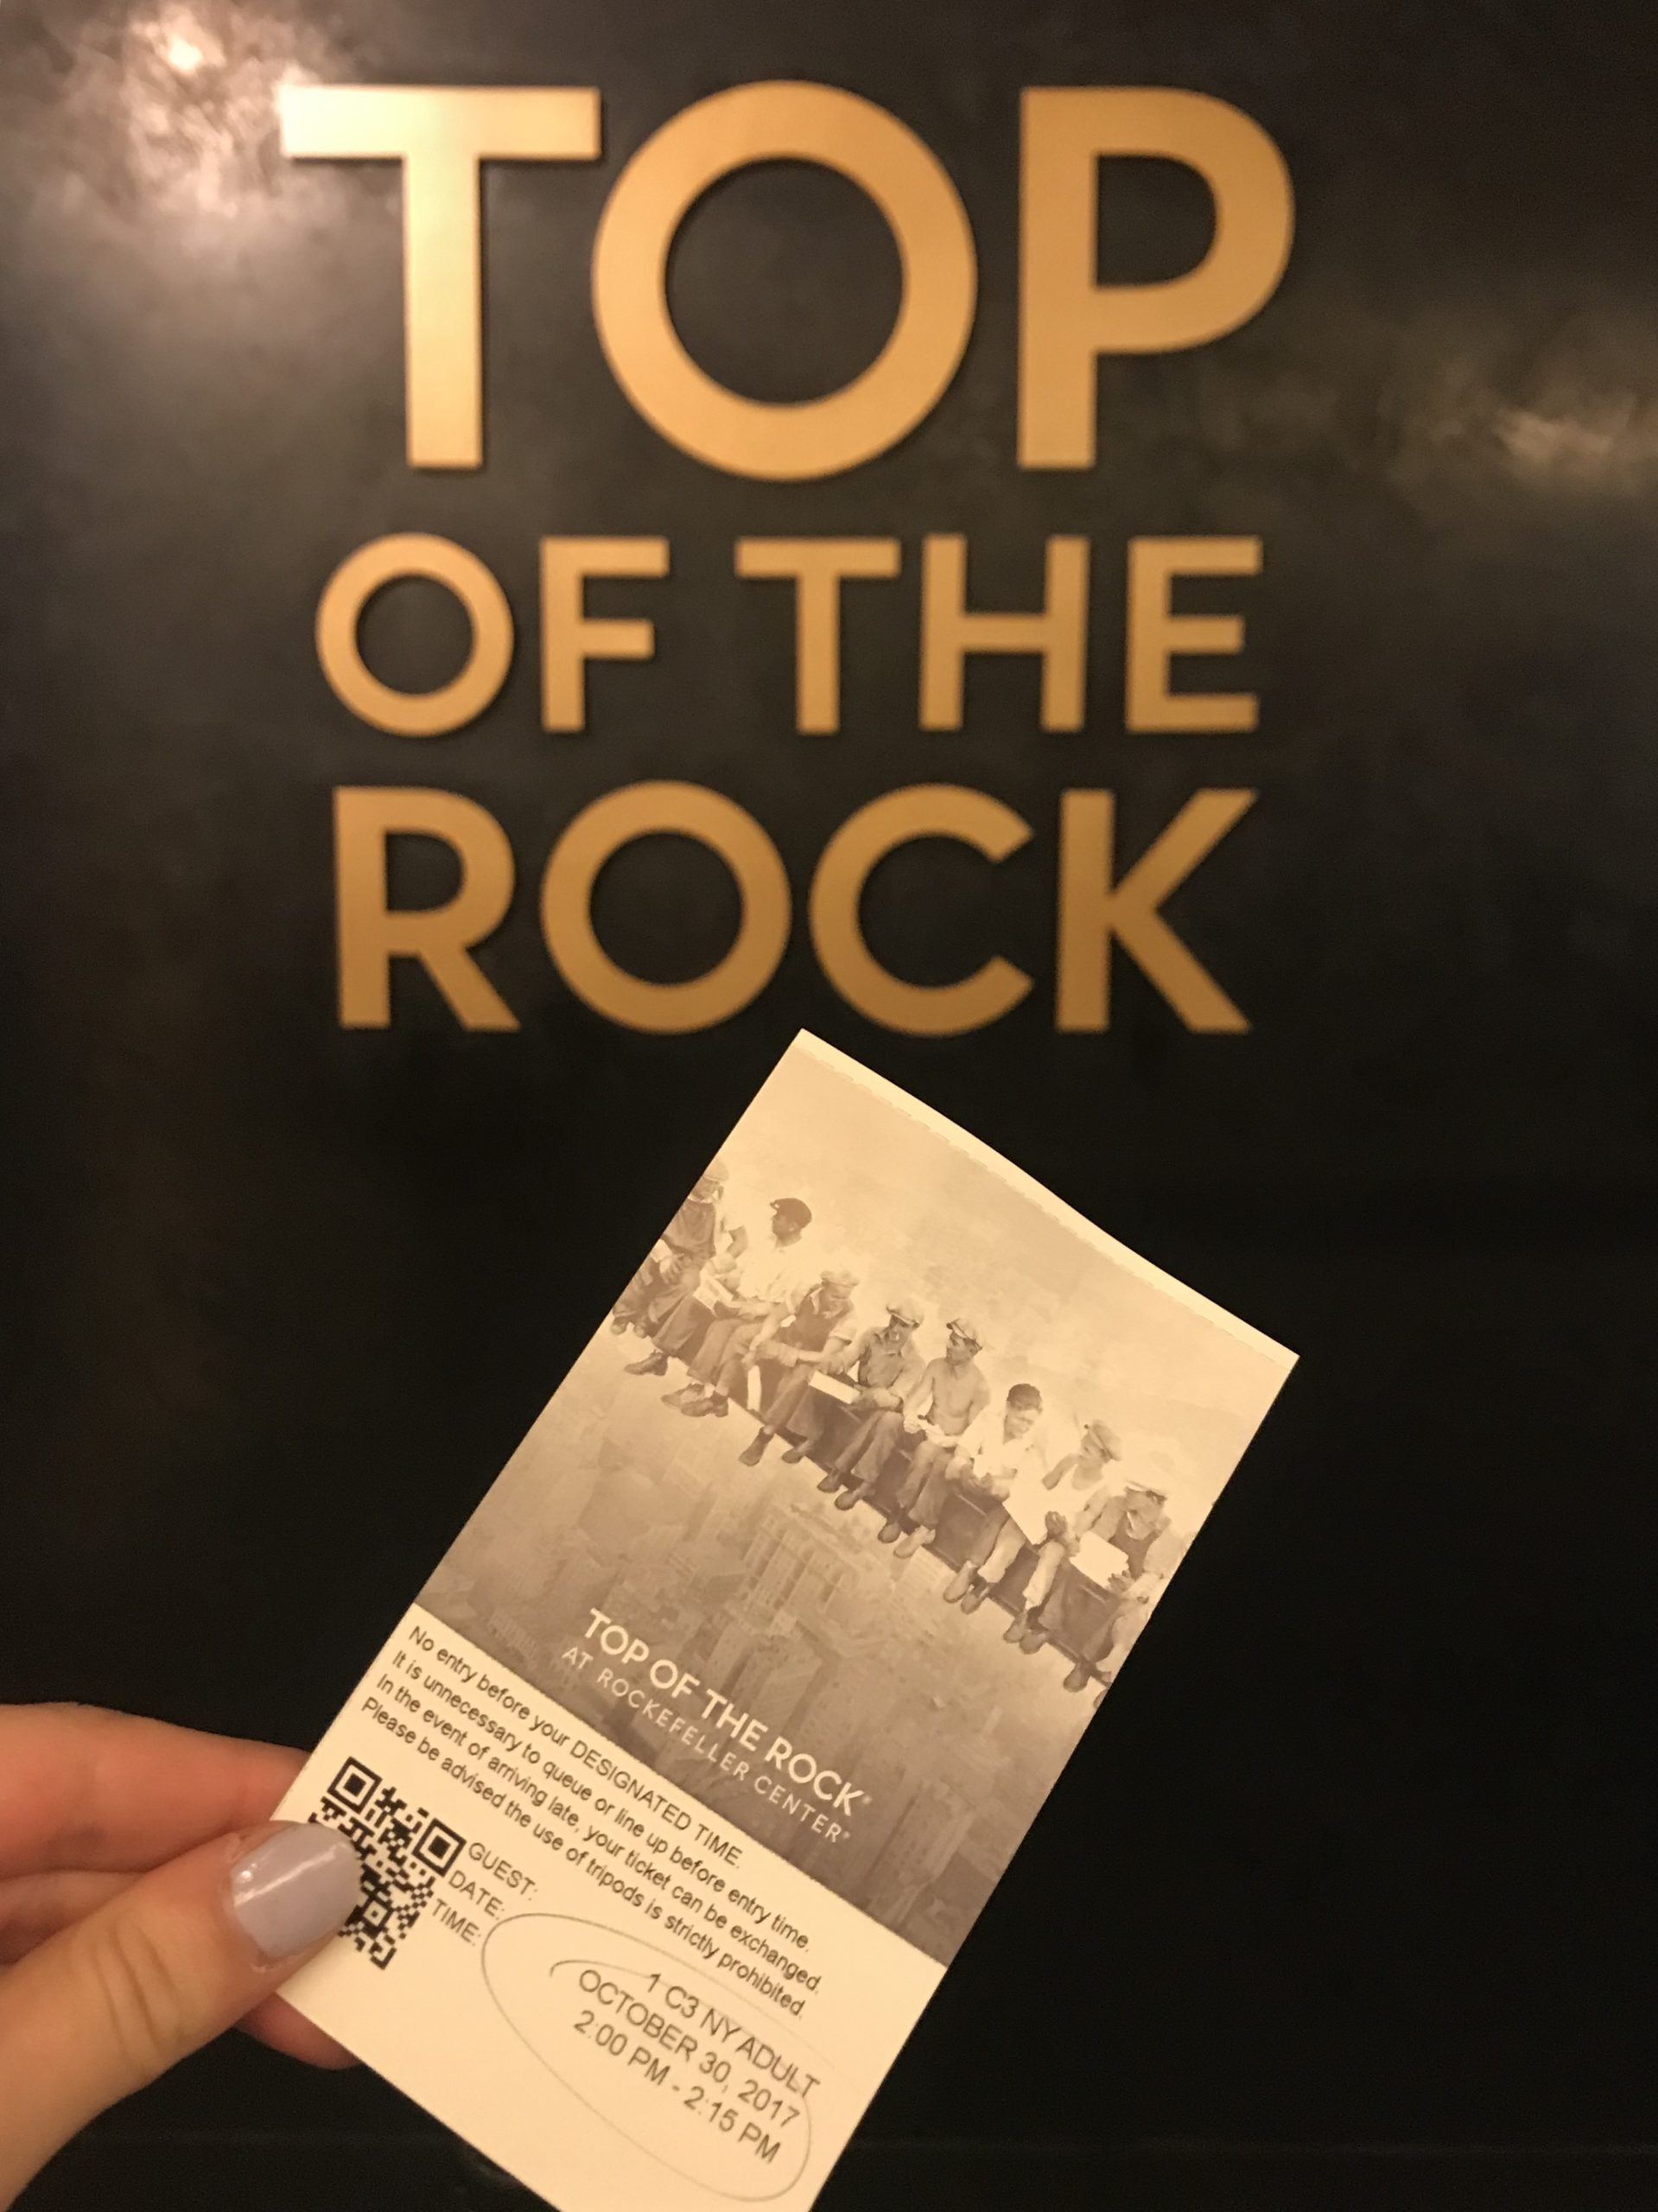 TOP
OF THE
ROCK
TOP OF THE ROCK®
AT ROCKEFELLER CENTER®
No entry before your DESIGNATED TIME.
It is unnecessary to queue or line up before entry time.
In the event of arriving late, your ticket can be exchanged.
Please be advised the use of tripods is strictly prohibited.
GUEST: 1 C3 NY ADULT
DATE: OCTOBER 30, 2017
TIME: 2:00 PM - 2:15 PM